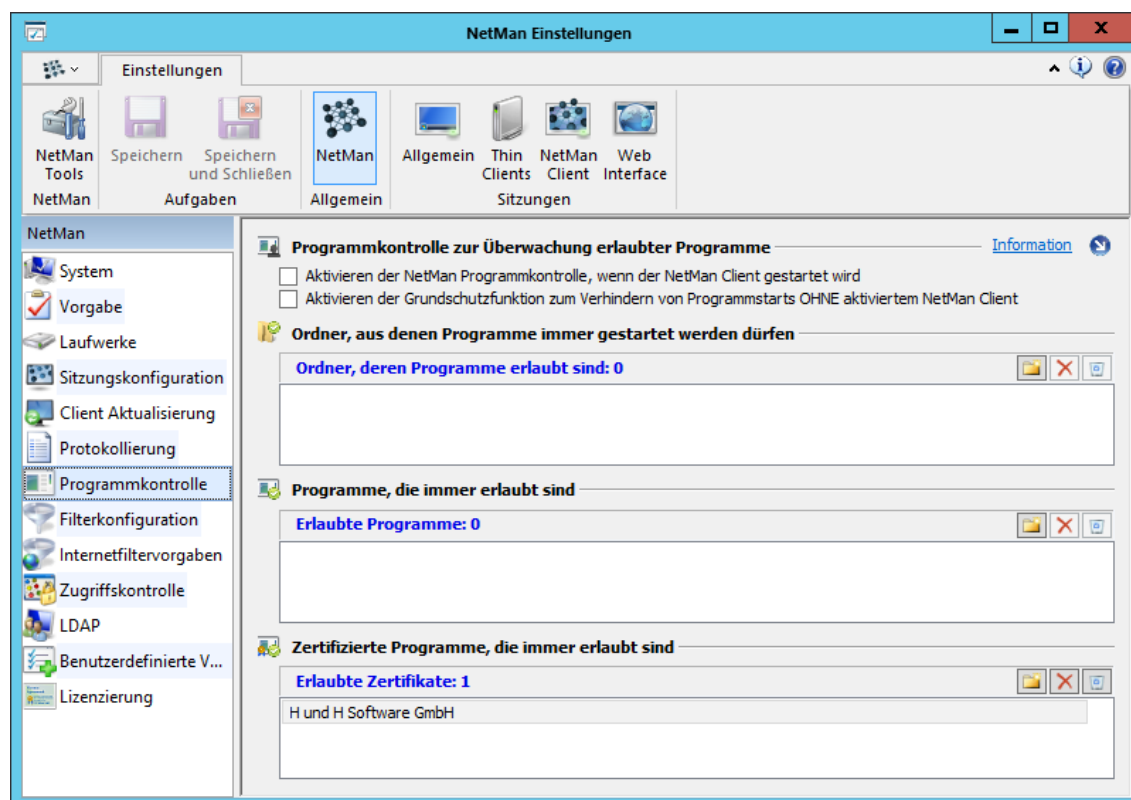 NetMan Einstellungen
Einstellungen
NetMan Tools
Speichern
Speichern und Schließen
NetMan
Allgemein
Thin Clients
NetMan Client
Web Interface
NetMan
Aufgaben
Allgemein
Sitzungen
NetMan
System
Vorgabe
Laufwerke
Sitzungskonfiguration
Client Aktualisierung
Protokollierung
Programmkontrolle
Filterkonfiguration
Internetfiltervorgaben
Zugriffskontrolle
LDAP
Benutzerdefinierte V...
Lizenzierung
Programmkontrolle zur Überwachung erlaubter Programme
Information
Aktivieren der NetMan Programmkontrolle, wenn der NetMan Client gestartet wird
Aktivieren der Grundschutzfunktion zum Verhindern von Programmstarts OHNE aktiviertem NetMan Client
Ordner, aus denen Programme immer gestartet werden dürfen
Ordner, deren Programme erlaubt sind: 0
Programme, die immer erlaubt sind
Erlaubte Programme: 0
Zertifizierte Programme, die immer erlaubt sind
Erlaubte Zertifikate: 1
H und H Software GmbH